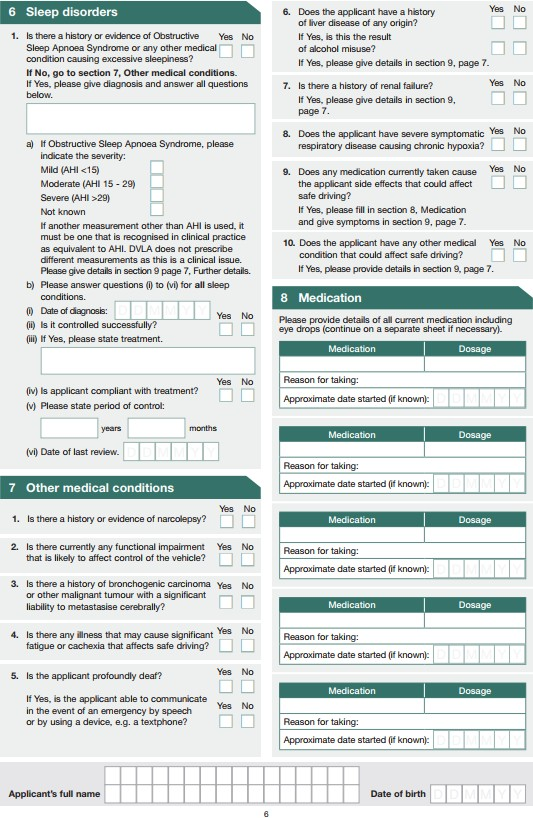 6 Sleep disorders
1. Is there a history or evidence of Obstructive Yes No
Sleep Apnoea Syndrome or any other medical
condition causing excessive sleepiness?
If No, go to section 7, Other medical conditions.
If Yes, please give diagnosis and answer all questions
below.
a) If Obstructive Sleep Apnoea Syndrome, please
indicate the severity:
Mild (AHI <15)
Moderate (AHI 15 - 29)
Severe (AHI >29)
Not known
If another measurement other than AHI is used, it
must be one that is recognised in clinical practice
as equivalent to AHI. DVLA does not prescribe
different measurements as this is a clinical issue.
Please give details in section 9 page 7, Further details.
b) Please answer questions (i) to (vi) for all sleep
conditions.
(i) Date of diagnosis: D D M M Y Y
Yes No
(ii) Is it controlled successfully?
(iii) If Yes, please state treatment.
Yes No
(iv) Is applicant compliant with treatment?
(v) Please state period of control:
years months
(vi) Date of last review. D D M M Y Y
7 Other medical conditions
Yes No
1. Is there a history or evidence of narcolepsy?
2. Is there currently any functional impairment Yes No
that is likely to affect control of the vehicle?
3. Is there a history of bronchogenic carcinoma Yes No
or other malignant tumour with a significant
liability to metastasise cerebrally?
4. Is there any illness that may cause significant Yes No
fatigue or cachexia that affects safe driving?
5. Is the applicant profoundly deaf? Yes No
If Yes, is the applicant able to communicate
in the event of an emergency by speech Yes No
or by using a device, e.g. a textphone?
6. Does the applicant have a history Yes No
of liver disease of any origin?
If Yes, is this the result
of alcohol misuse?
If Yes, please give details in section 9, page 7.
7. Is there a history of renal failure? Yes No
If Yes, please give details in section 9,
page 7.
8. Does the applicant have severe symptomatic Yes No
respiratory disease causing chronic hypoxia?
9. Does any medication currently taken cause Yes No
the applicant side effects that could affect
safe driving?
If Yes, please fill in section 8, Medication
and give symptoms in section 9, page 7.
10. Does the applicant have any other medical Yes No
condition that could affect safe driving?
If Yes, please provide details in section 9, page 7.
8 Medication
Please provide details of all current medication including
eye drops (continue on a separate sheet if necessary).
Medication Dosage
Reason for taking:
Approximate date started (if known): D D M M Y Y
Medication Dosage
Reason for taking:
Approximate date started (if known): D D M M Y Y
Medication Dosage
Reason for taking:
Approximate date started (if known): D D M M Y Y
Medication Dosage
Reason for taking:
Approximate date started (if known): D D M M Y Y
Medication Dosage
Reason for taking:
Approximate date started (if known): D D M M Y Y
Applicant's full name Date of birth D D M M Y Y
6